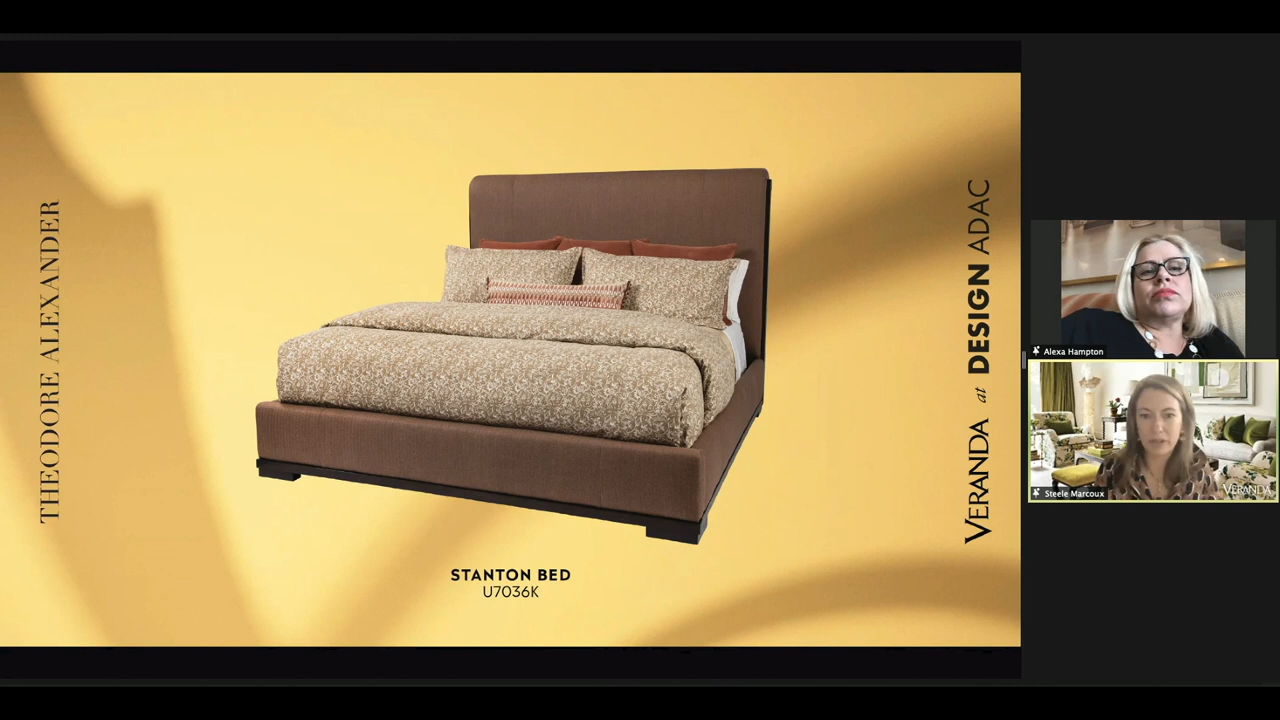 THEODORE ALEXANDER
STANTON BED
U7036K
VERANDA at DESIGN ADAC
Alexa Hampton
Steele Marcoux
VERANDA